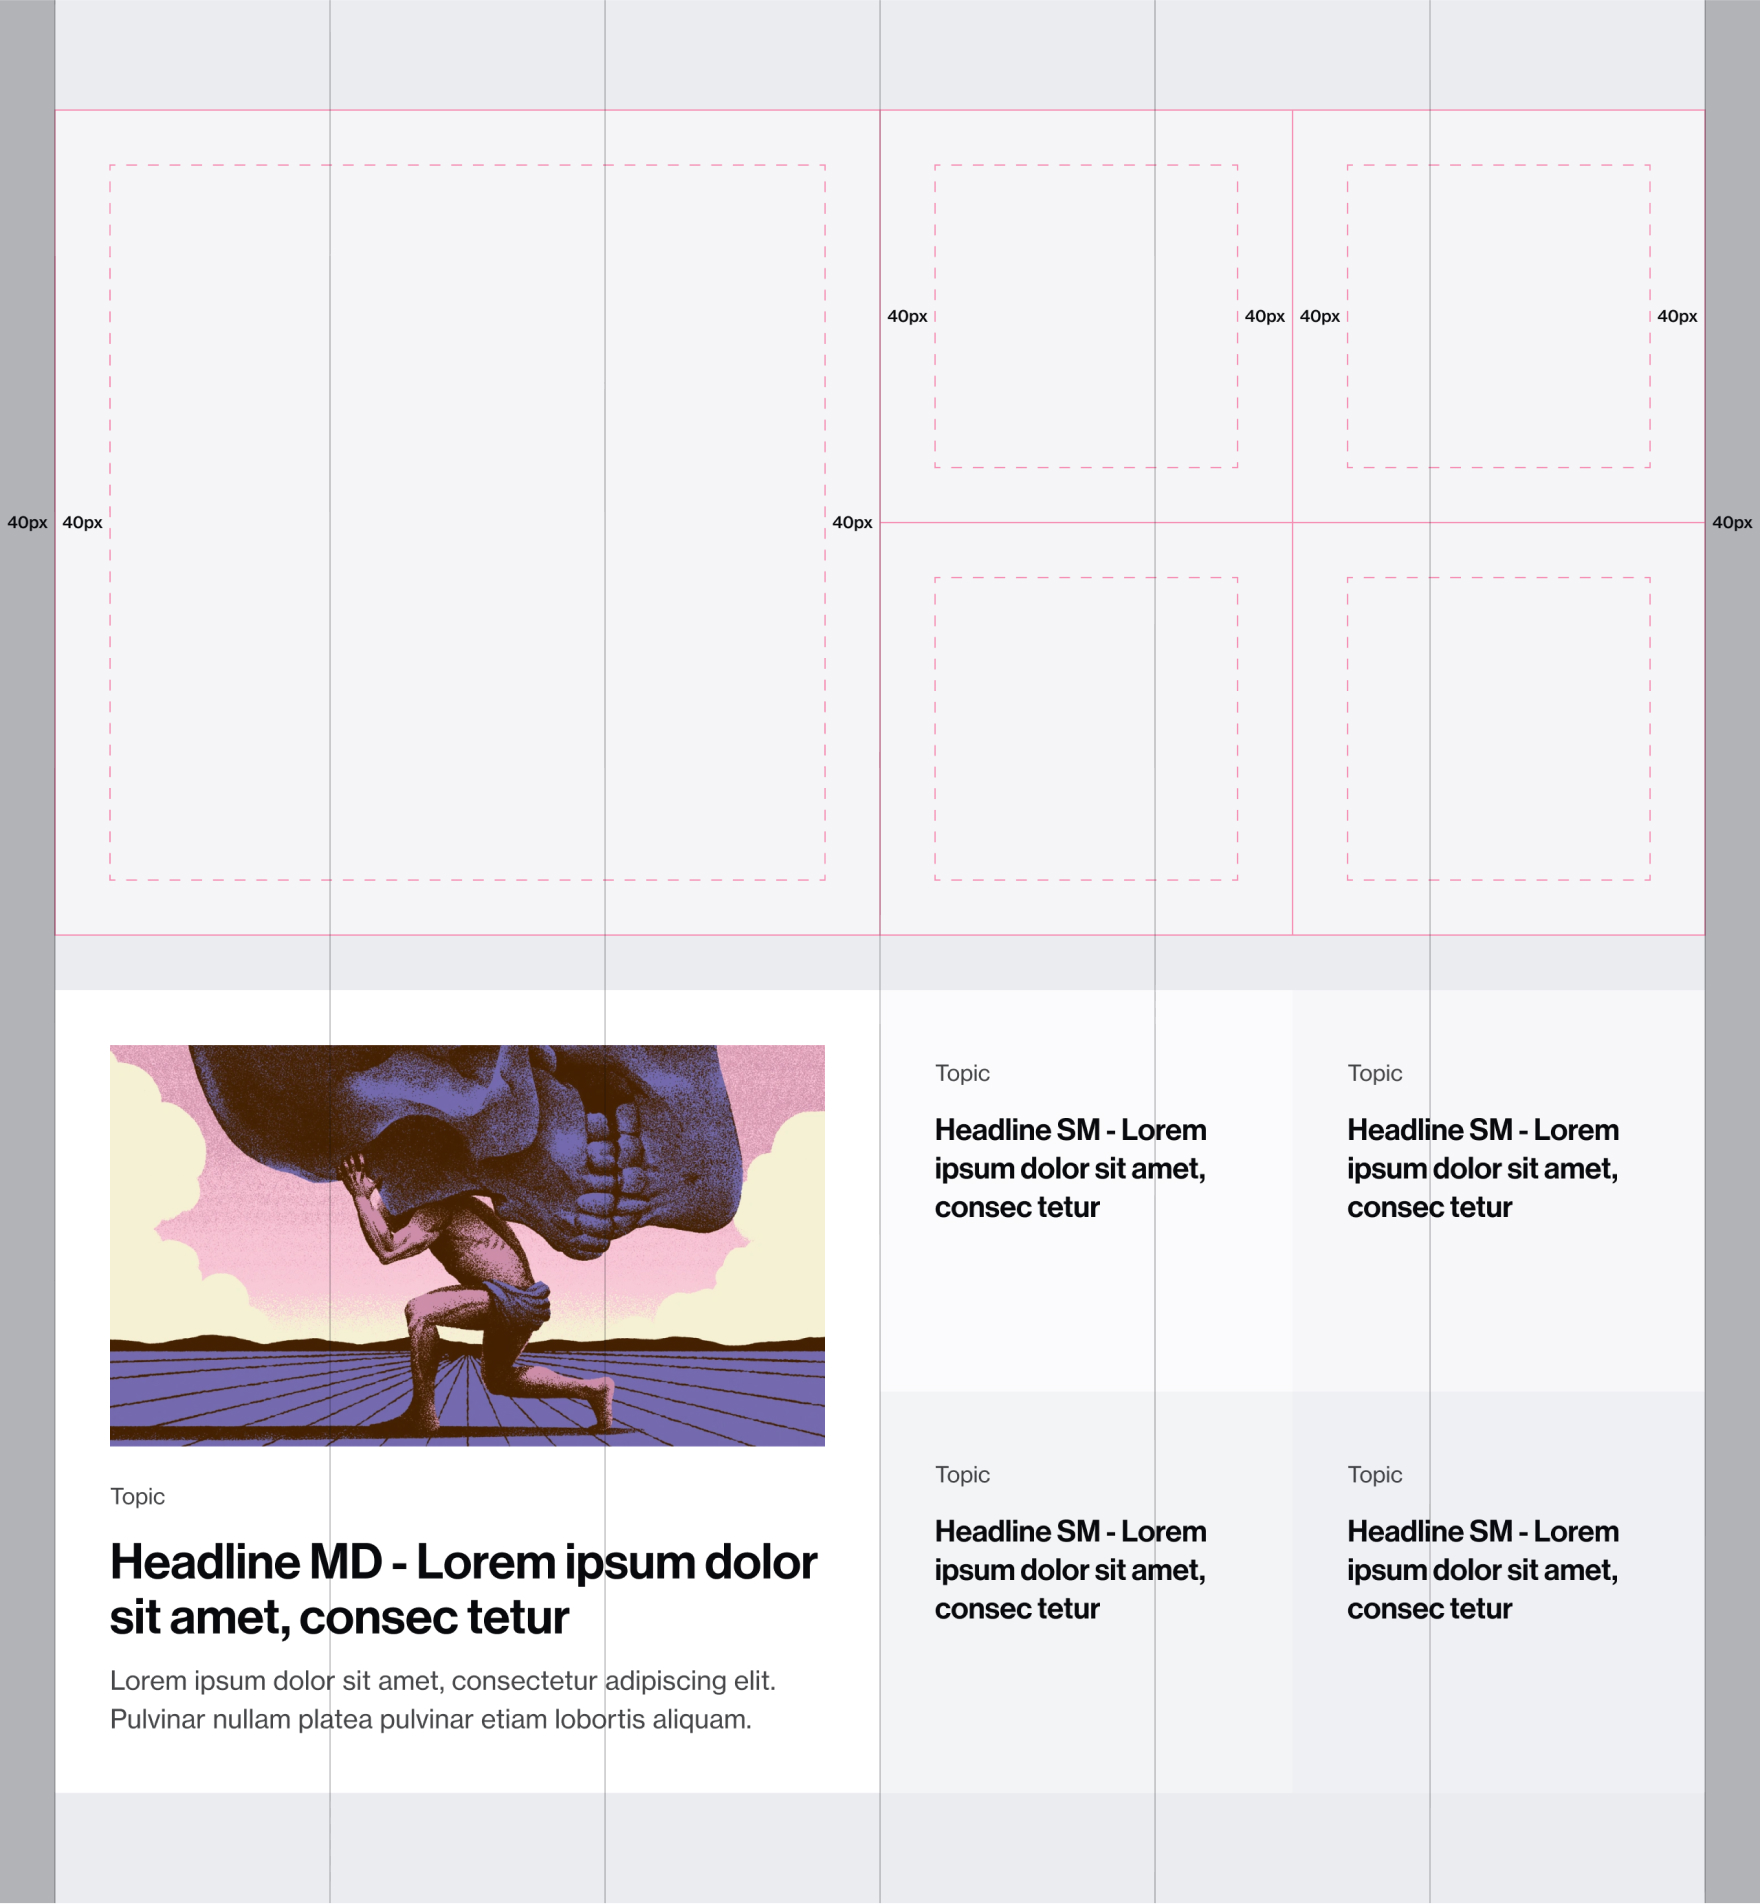 40px
40px
40px
40px
40px
40px
40px
40px
Topic
Headline MD - Lorem ipsum dolor
sit amet, consec tetur
Lorem ipsum dolor sit amet, consectetur adipiscing elit.
Pulvinar nullam platea pulvinar etiam lobortis aliquam.
Topic
Headline SM - Lorem
ipsum dolor sit amet,
consec tetur
Topic
Headline SM - Lorem
ipsum dolor sit amet,
consec tetur
Topic
Headline SM - Lorem
ipsum dolor sit amet,
consec tetur
Topic
Headline SM - Lorem
ipsum dolor sit amet,
consec tetur